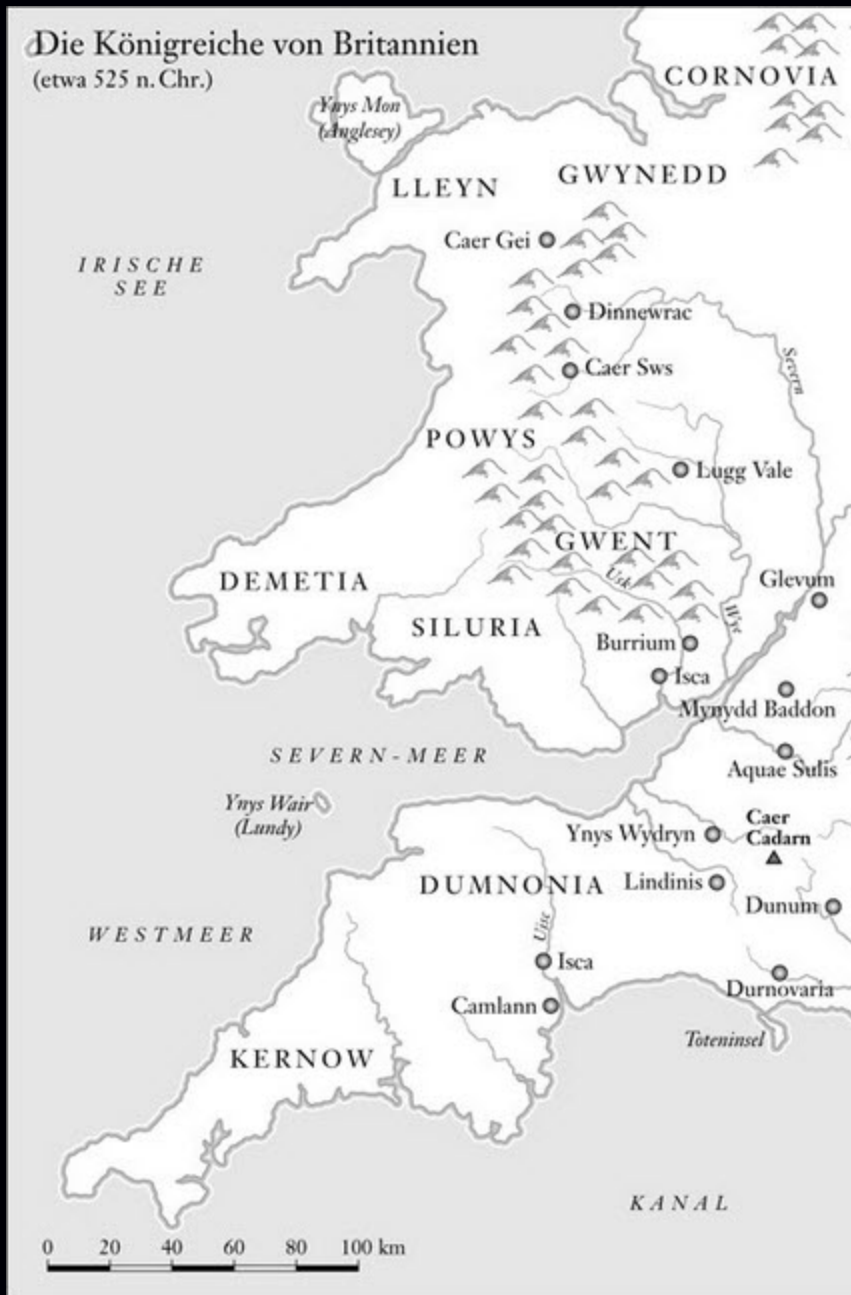 Die Königreiche von Britannien
(etwa 525 n. Chr.)
CORNOVIA
Ynys Mon
(Anglesey)
LLEYN
GWYNEDD
Caer Gei
IRISCHE
SEE
Dinnewrac
Severn
Caer Sws
POWYS
Lugg Vale
GWENT
Usk
DEMETIA
Glevum
Wye
SILURIA
Burrium
Isca
Mynydd Baddon
SEVERN-MEER
Aquae Sulis
Ynys Wair
(Lundy)
Caer
Cadarn
Ynys Wydryn
DUMNONIA
Lindinis
Dunum
Uisc
WESTMEER
Isca
Durnovaria
Camlann
Toteninsel
KERNOW
KANAL
0 20 40 60 80 100 km